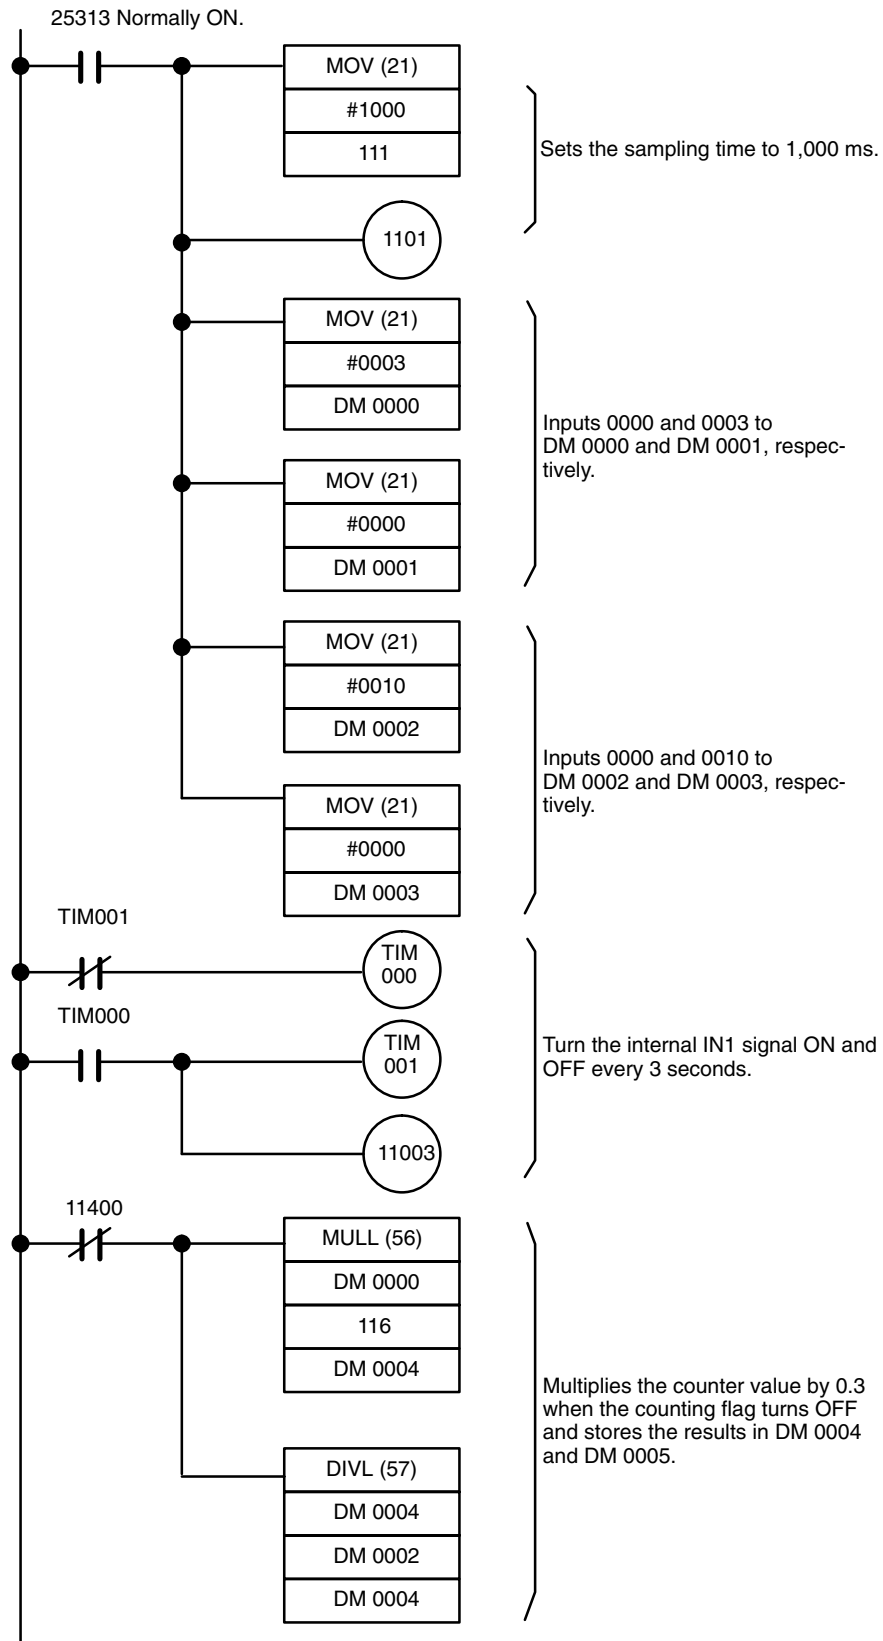 25313 Normally ON.
MOV (21)
#1000
111
Sets the sampling time to 1,000 ms.
1101
MOV (21)
#0003
DM 0000
Inputs 0000 and 0003 to
DM 0000 and DM 0001, respec-
tively.
MOV (21)
#0000
DM 0001
MOV (21)
#0010
DM 0002
Inputs 0000 and 0010 to
DM 0002 and DM 0003, respec-
tively.
MOV (21)
#0000
DM 0003
TIM001
TIM
000
TIM000
TIM
001
Turn the internal IN1 signal ON and
OFF every 3 seconds.
11003
11400
MULL (56)
DM 0000
116
DM 0004
Multiplies the counter value by 0.3
when the counting flag turns OFF
and stores the results in DM 0004
and DM 0005.
DIVL (57)
DM 0004
DM 0002
DM 0004